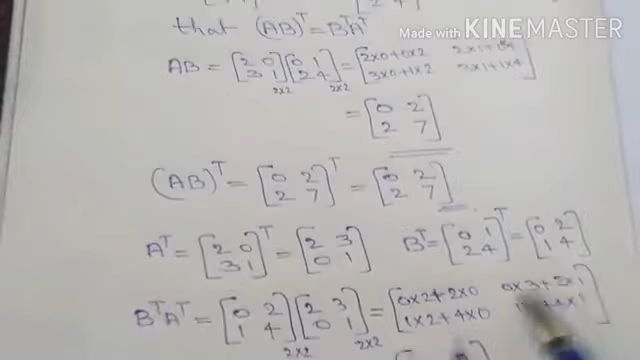 Made with KINEMASTER
that (AB)ᵀ = BᵀAᵀ
AB = [2 0; 3 1] [0 1; 2 4] = [2×0+0×2 2×1+0×4; 3×0+1×2 3×1+1×4]
2×2 2×2
= [0 2; 2 7]
(AB)ᵀ = [0 2; 2 7]ᵀ = [0 2; 2 7]
Aᵀ = [2 0; 3 1]ᵀ = [2 3; 0 1] Bᵀ = [0 1; 2 4]ᵀ = [0 2; 1 4]
BᵀAᵀ = [0 2; 1 4] [2 3; 0 1] = [0×2+2×0 0×3+2×1; 1×2+4×0
2×2 2×2